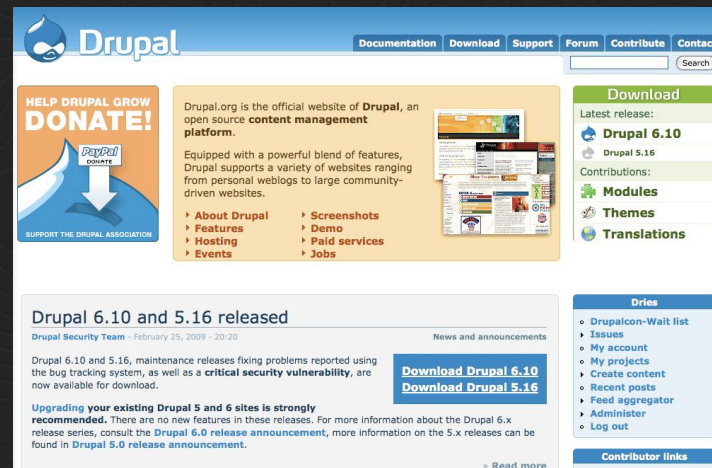 Drupal
Documentation Download Support Forum Contribute Contac
Search
HELP DRUPAL GROW
DONATE!
PayPal
DONATE
SUPPORT THE DRUPAL ASSOCIATION
Drupal.org is the official website of Drupal, an
open source content management
platform.
Equipped with a powerful blend of features,
Drupal supports a variety of websites ranging
from personal weblogs to large community-
driven websites.
About Drupal
Features
Hosting
Events
Screenshots
Demo
Paid services
Jobs
Download
Latest release:
Drupal 6.10
Drupal 5.16
Contributions:
Modules
Themes
Translations
Drupal 6.10 and 5.16 released
Drupal Security Team - February 25, 2009 - 20:20
News and announcements
Drupal 6.10 and 5.16, maintenance releases fixing problems reported using
the bug tracking system, as well as a critical security vulnerability, are
now available for download.
Download Drupal 6.10
Download Drupal 5.16
Upgrading your existing Drupal 5 and 6 sites is strongly
recommended. There are no new features in these releases. For more information about the Drupal 6.x
release series, consult the Drupal 6.0 release announcement, more information on the 5.x releases can be
found in Drupal 5.0 release announcement.
» Read more
Dries
Drupalcon-Wait list
Issues
My account
My projects
Create content
Recent posts
Feed aggregator
Administer
Log out
Contributor links